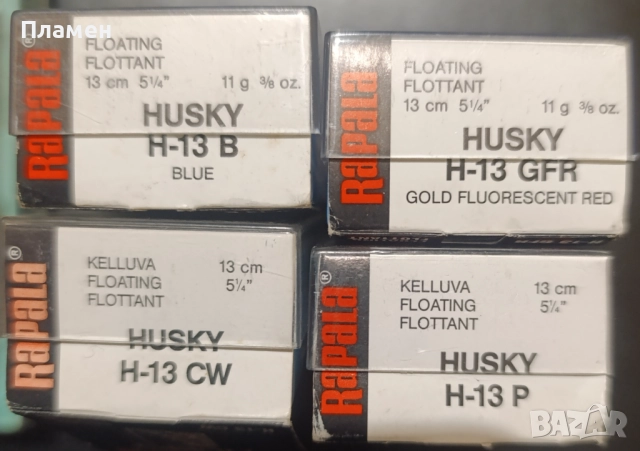 Пламен
RAPALA®
FLOATING
FLOTTANT
13 cm 5¼" 11 g ⅜ oz.
HUSKY
H-13 B
BLUE
RAPALA®
FLOATING
FLOTTANT
13 cm 5¼" 11 g ⅜ oz.
HUSKY
H-13 GFR
GOLD FLUORESCENT RED
RAPALA®
KELLUVA 13 cm
FLOATING 5¼"
FLOTTANT
HUSKY
H-13 CW
RAPALA®
KELLUVA 13 cm
FLOATING 5¼"
FLOTTANT
HUSKY
H-13 P
BAZAR